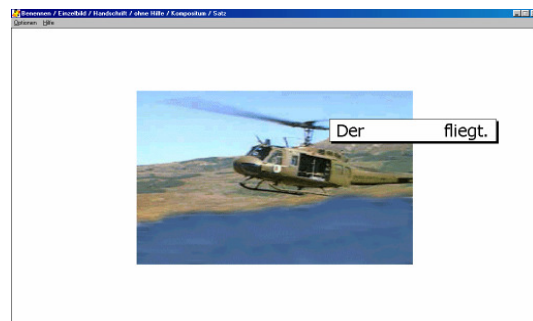 Benennen / Einzelbild / Handschrift / ohne Hilfe / Kompositum / Satz
Optionen Hilfe
Der fliegt.